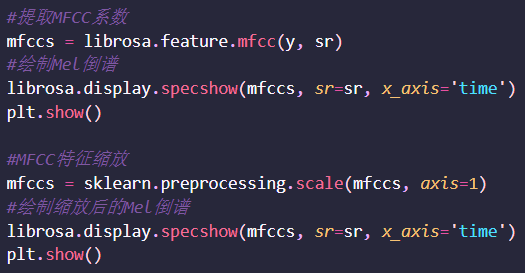 #提取MFCC系数
mfccs = librosa.feature.mfcc(y, sr)
#绘制Mel倒谱
librosa.display.specshow(mfccs, sr=sr, x_axis='time')
plt.show()
#MFCC特征缩放
mfccs = sklearn.preprocessing.scale(mfccs, axis=1)
#绘制缩放后的Mel倒谱
librosa.display.specshow(mfccs, sr=sr, x_axis='time')
plt.show()